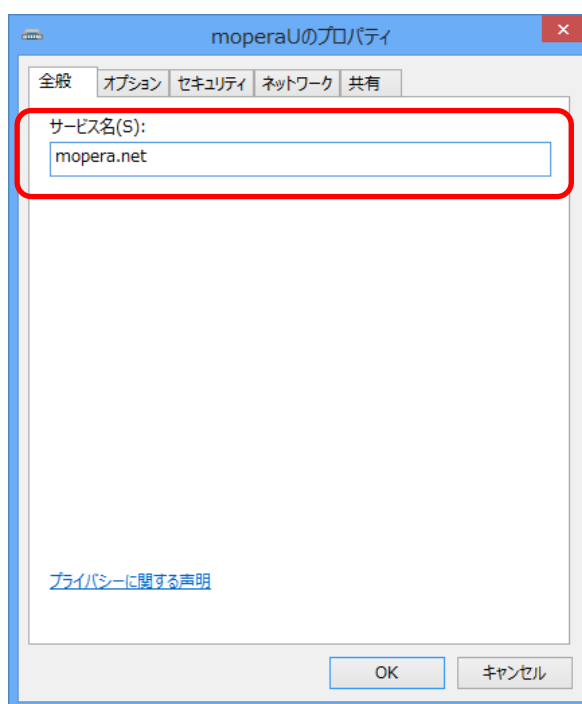 moperaUのプロパティ
全般 オプション セキュリティ ネットワーク 共有
サービス名(S):
mopera.net
プライバシーに関する声明
OK キャンセル